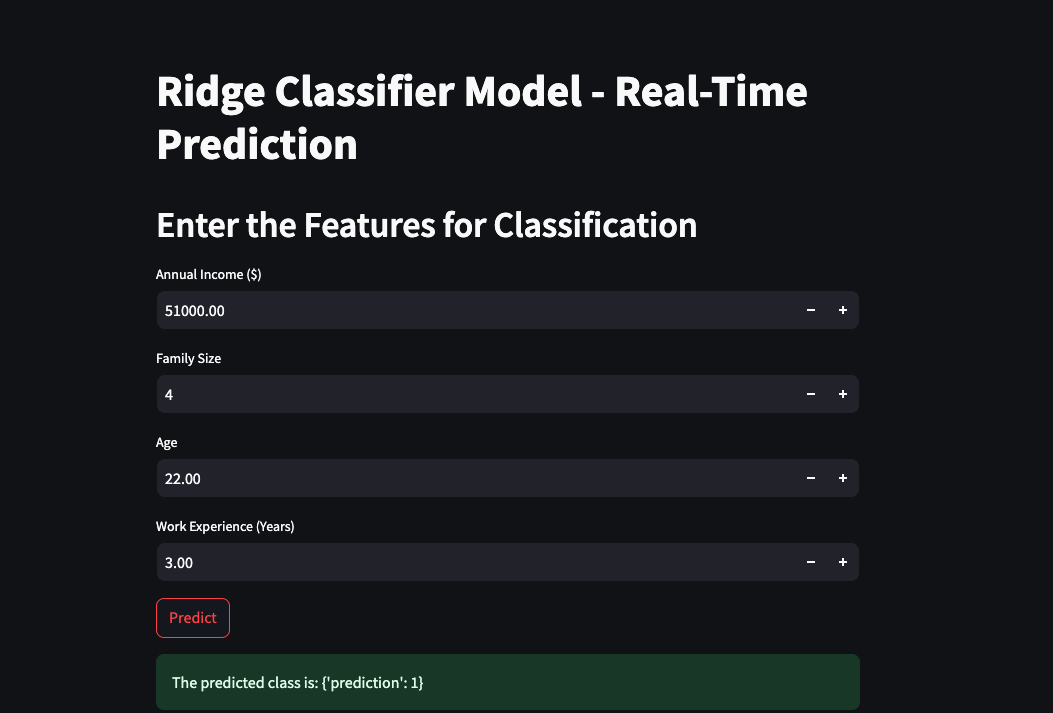 Ridge Classifier Model - Real-Time
Prediction
Enter the Features for Classification
Annual Income ($)
51000.00
Family Size
4
Age
22.00
Work Experience (Years)
3.00
Predict
The predicted class is: {'prediction': 1}